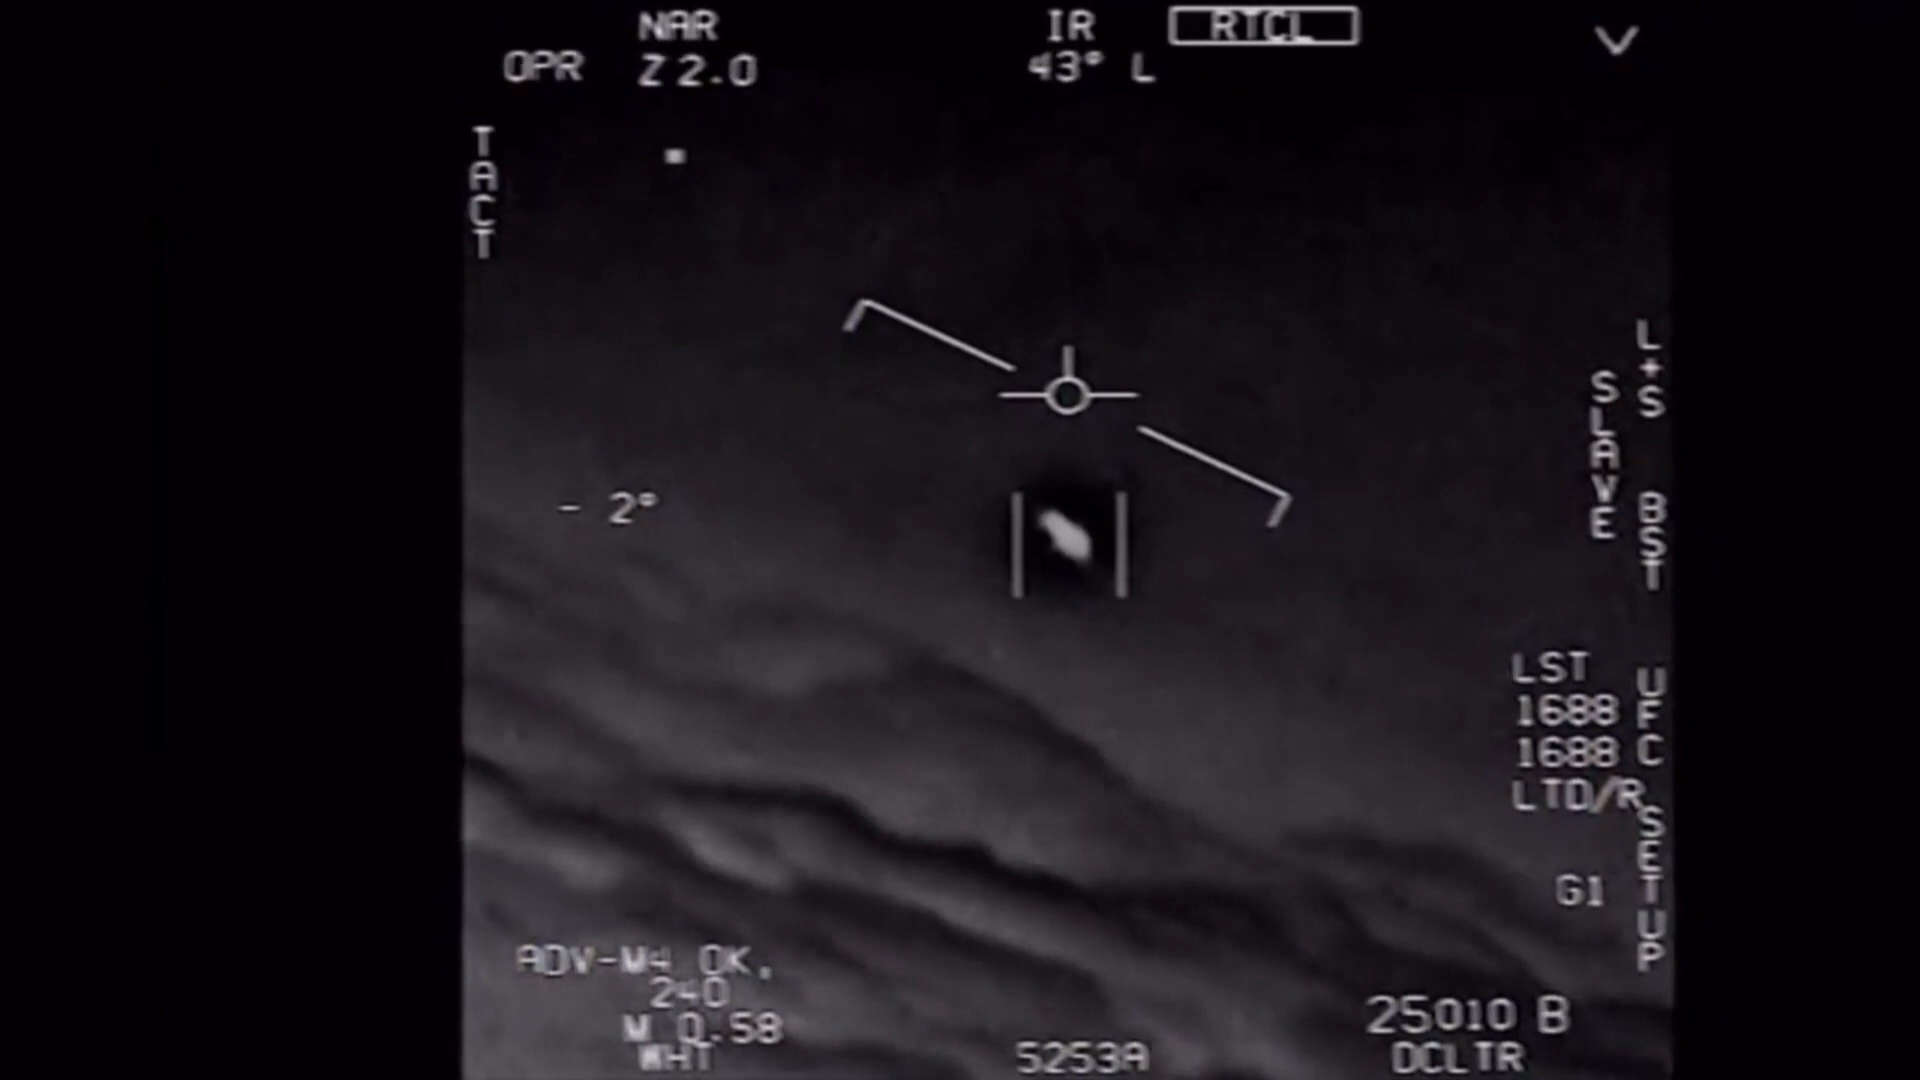 NAR
IR
RTCL
OPR
Z 2.0
43° L
TACT
- 2°
L+S
SLAVE
BST
LST
1688
1688
LTD/R
UFC
SETUP
G1
ADV-M4 OK,
240
M 0.58
WHT
5253A
25010 B
DCLTR